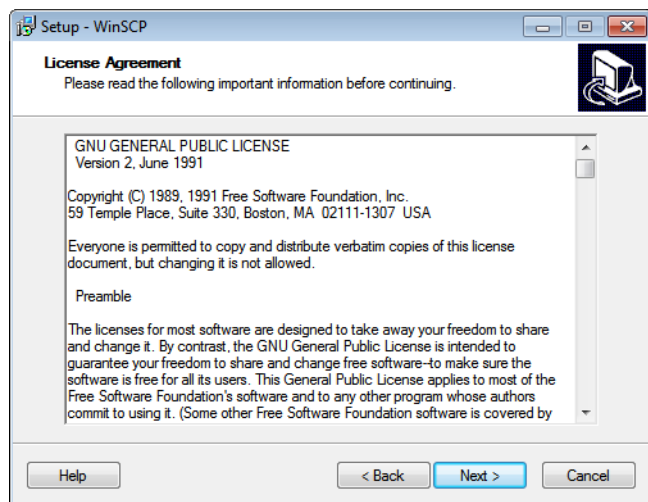 Setup - WinSCP
License Agreement
Please read the following important information before continuing.
GNU GENERAL PUBLIC LICENSE
Version 2, June 1991
Copyright (C) 1989, 1991 Free Software Foundation, Inc.
59 Temple Place, Suite 330, Boston, MA  02111-1307  USA
Everyone is permitted to copy and distribute verbatim copies of this license
document, but changing it is not allowed.
Preamble
The licenses for most software are designed to take away your freedom to share
and change it. By contrast, the GNU General Public License is intended to
guarantee your freedom to share and change free software--to make sure the
software is free for all its users. This General Public License applies to most of the
Free Software Foundation's software and to any other program whose authors
commit to using it. (Some other Free Software Foundation software is covered by
Help
< Back
Next >
Cancel